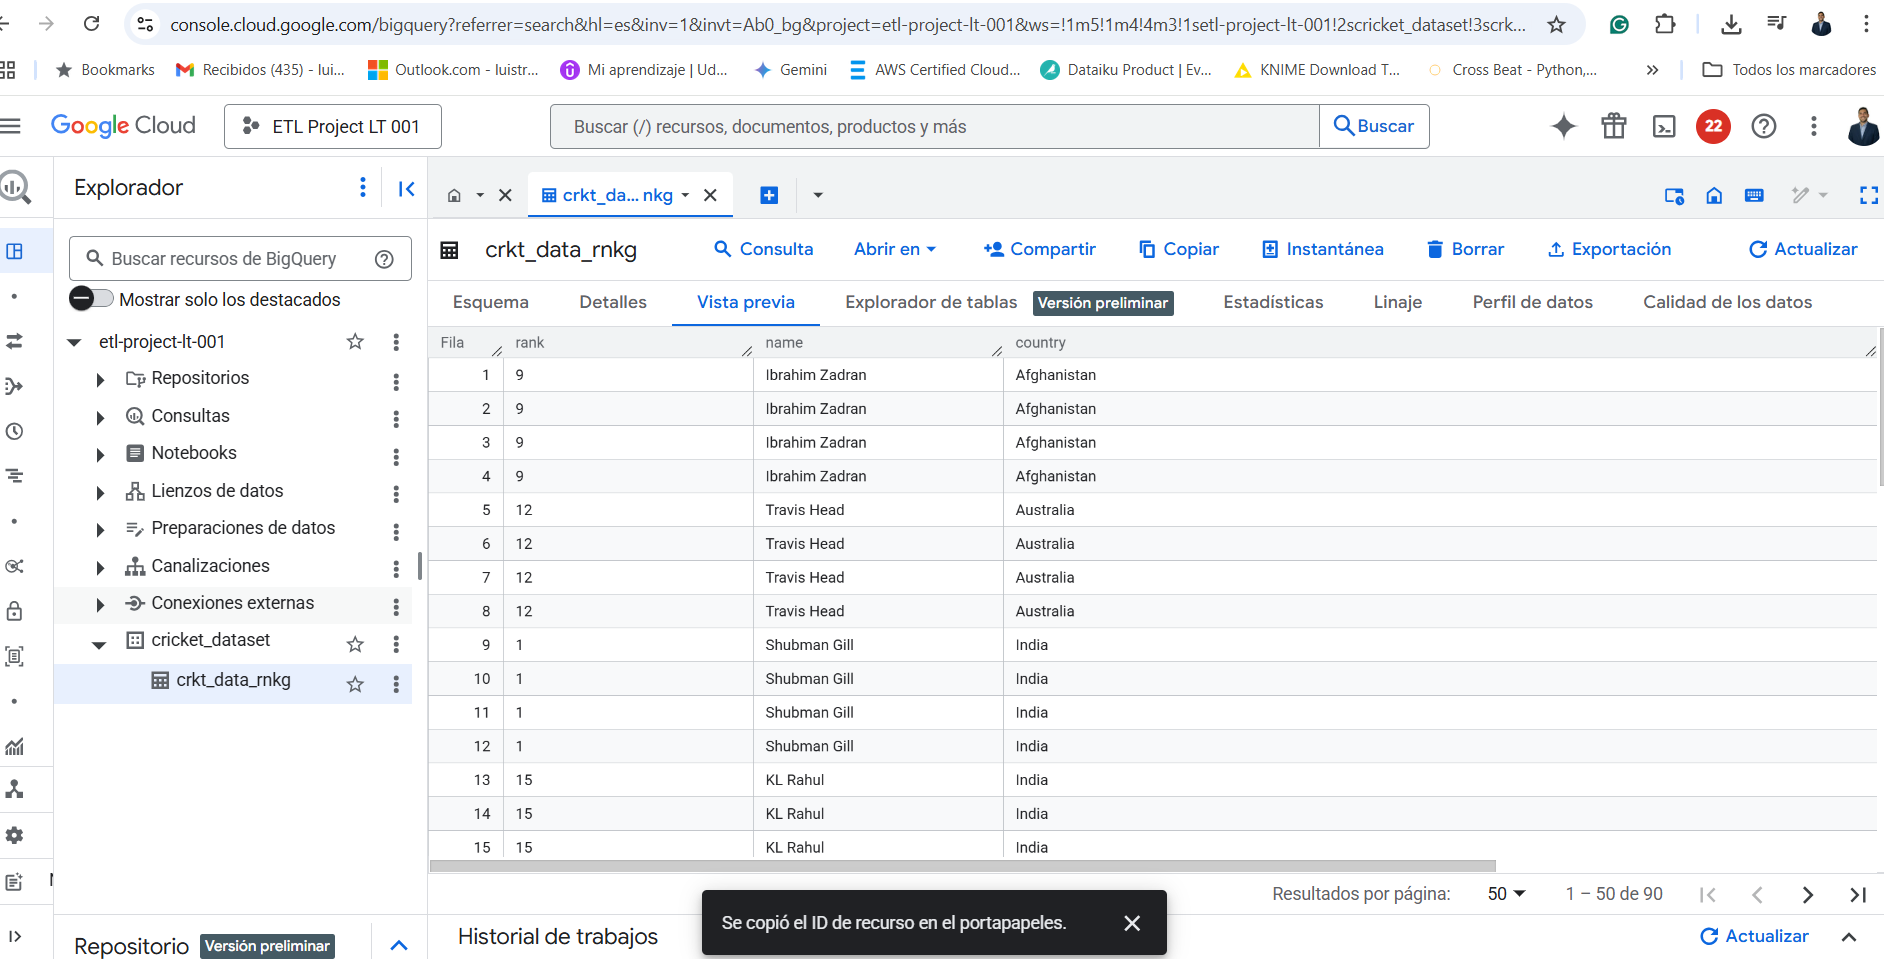 console.cloud.google.com/bigquery?referrer=search&hl=es&inv=1&invt=Ab0_bg&project=etl-project-lt-001&ws=!1m5!1m4!4m3!1setl-project-lt-001!2scricket_dataset!3scrk...
Bookmarks Recibidos (435) - lui... Outlook.com - luistr... Mi aprendizaje | Ud... Gemini AWS Certified Cloud... Dataiku Product | Ev... KNIME Download T... Cross Beat - Python,... » Todos los marcadores
Google Cloud ETL Project LT 001 Buscar (/) recursos, documentos, productos y más Buscar 22
Explorador
crkt_da... nkg
Buscar recursos de BigQuery
Mostrar solo los destacados
etl-project-lt-001
Repositorios
Consultas
Notebooks
Lienzos de datos
Preparaciones de datos
Canalizaciones
Conexiones externas
cricket_dataset
crkt_data_rnkg
Repositorio Versión preliminar
crkt_data_rnkg Consulta Abrir en Compartir Copiar Instantánea Borrar Exportación Actualizar
Esquema Detalles Vista previa Explorador de tablas Versión preliminar Estadísticas Linaje Perfil de datos Calidad de los datos
Fila rank name country
1 9 Ibrahim Zadran Afghanistan
2 9 Ibrahim Zadran Afghanistan
3 9 Ibrahim Zadran Afghanistan
4 9 Ibrahim Zadran Afghanistan
5 12 Travis Head Australia
6 12 Travis Head Australia
7 12 Travis Head Australia
8 12 Travis Head Australia
9 1 Shubman Gill India
10 1 Shubman Gill India
11 1 Shubman Gill India
12 1 Shubman Gill India
13 15 KL Rahul India
14 15 KL Rahul India
15 15 KL Rahul India
Resultados por página: 50 1 – 50 de 90
Se copió el ID de recurso en el portapapeles.
Historial de trabajos Actualizar